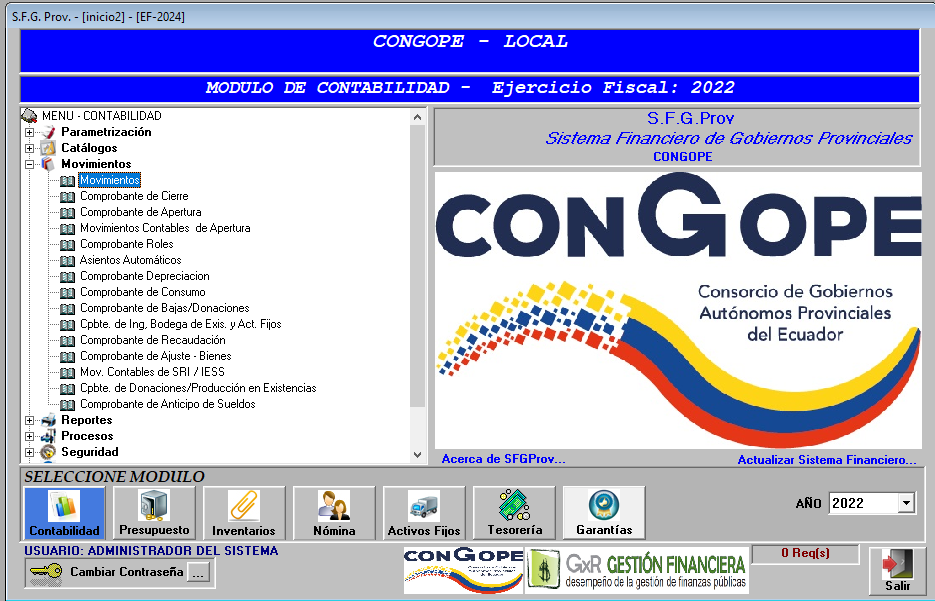 S.F.G. Prov. - [inicio2] - [EF-2024]
CONGOPE - LOCAL
MODULO DE CONTABILIDAD - Ejercicio Fiscal: 2022
MENU - CONTABILIDAD
Parametrización
Catálogos
Movimientos
Movimientos
Comprobante de Cierre
Comprobante de Apertura
Movimientos Contables de Apertura
Comprobante Roles
Asientos Automáticos
Comprobante Depreciacion
Comprobante de Consumo
Comprobante de Bajas/Donaciones
Cpbte. de Ing, Bodega de Exis. y Act. Fijos
Comprobante de Recaudación
Comprobante de Ajuste - Bienes
Mov. Contables de SRI / IESS
Cpbte. de Donaciones/Producción en Existencias
Comprobante de Anticipo de Sueldos
Reportes
Procesos
Seguridad
S.F.G.Prov
Sistema Financiero de Gobiernos Provinciales
CONGOPE
CONGOPE
Consorcio de Gobiernos
Autónomos Provinciales
del Ecuador
Acerca de SFGProv...
Actualizar Sistema Financiero...
SELECCIONE MODULO
Contabilidad
Presupuesto
Inventarios
Nómina
Activos Fijos
Tesorería
Garantías
AÑO
2022
USUARIO: ADMINISTRADOR DEL SISTEMA
Cambiar Contraseña
...
CONGOPE
GxR GESTIÓN FINANCIERA
desempeño de la gestión de finanzas públicas
0 Req(s)
Salir